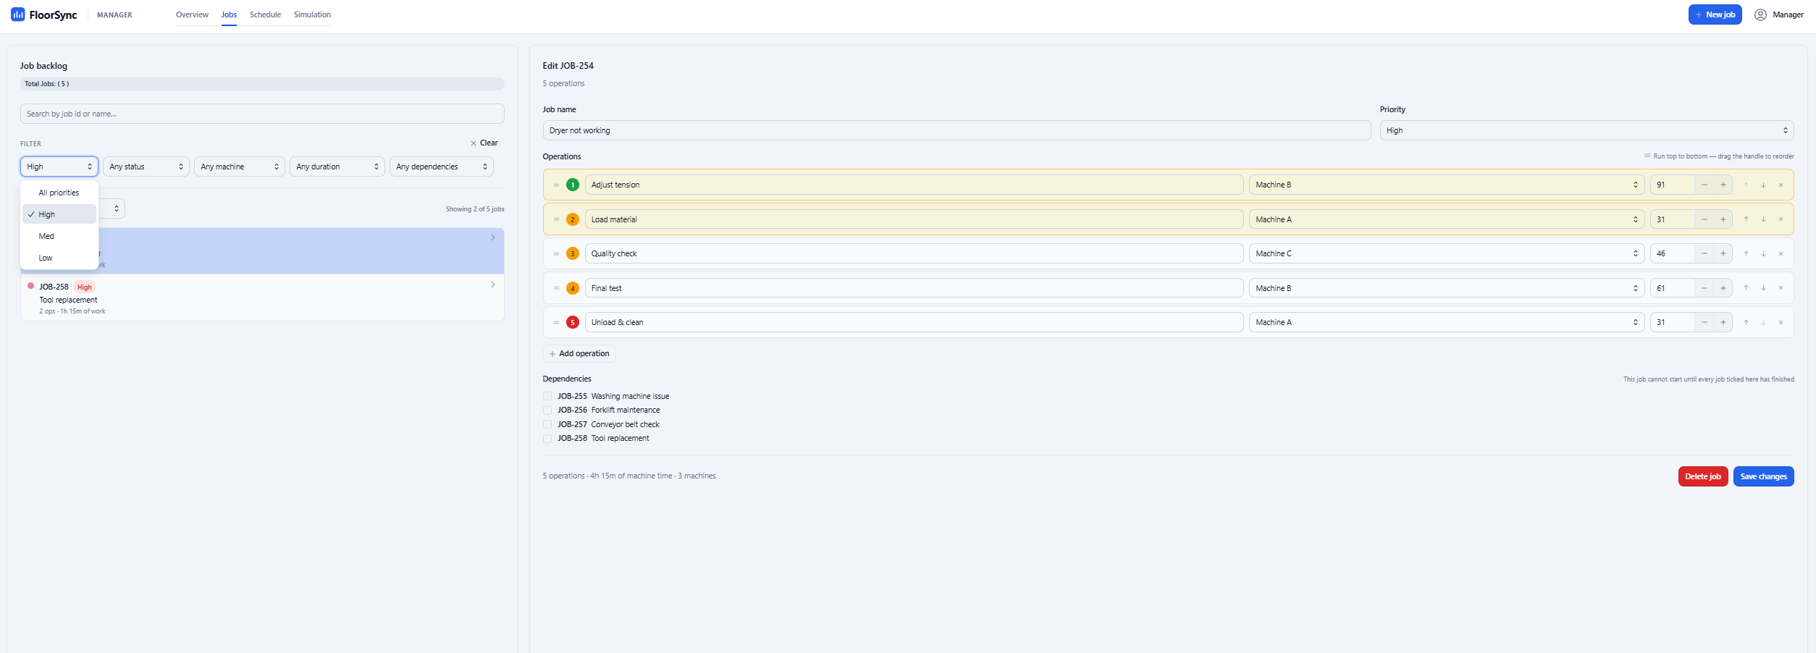 FloorSync MANAGER Overview Jobs Schedule Simulation + New job Manager
Job backlog
Total Jobs: ( 5 )
Search by job id or name...
FILTER × Clear
High Any status Any machine Any duration Any dependencies
All priorities
High
Med
Low
Showing 2 of 5 jobs
JOB-258 High
Tool replacement
2 ops · 1h 15m of work
Edit JOB-254
5 operations
Job name Priority
Dryer not working High
Operations Run top to bottom — drag the handle to reorder
1 Adjust tension Machine B 91 − + ↑ ↓ ×
2 Load material Machine A 31 − + ↑ ↓ ×
3 Quality check Machine C 46 − + ↑ ↓ ×
4 Final test Machine B 61 − + ↑ ↓ ×
5 Unload & clean Machine A 31 − + ↑ ↓ ×
+ Add operation
Dependencies This job cannot start until every job ticked here has finished
JOB-255 Washing machine issue
JOB-256 Forklift maintenance
JOB-257 Conveyor belt check
JOB-258 Tool replacement
5 operations · 4h 15m of machine time · 3 machines Delete job Save changes